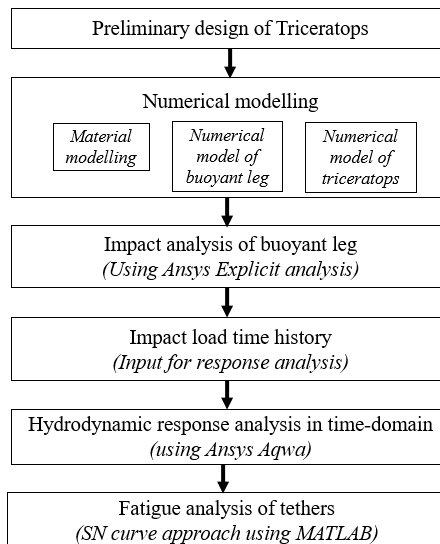 Preliminary design of Triceratops
Numerical modelling
Material
modelling
Numerical
model of
buoyant leg
Numerical
model of
triceratops
Impact analysis of buoyant leg
(Using Ansys Explicit analysis)
Impact load time history
(Input for response analysis)
Hydrodynamic response analysis in time-domain
(using Ansys Aqwa)
Fatigue analysis of tethers
(SN curve approach using MATLAB)